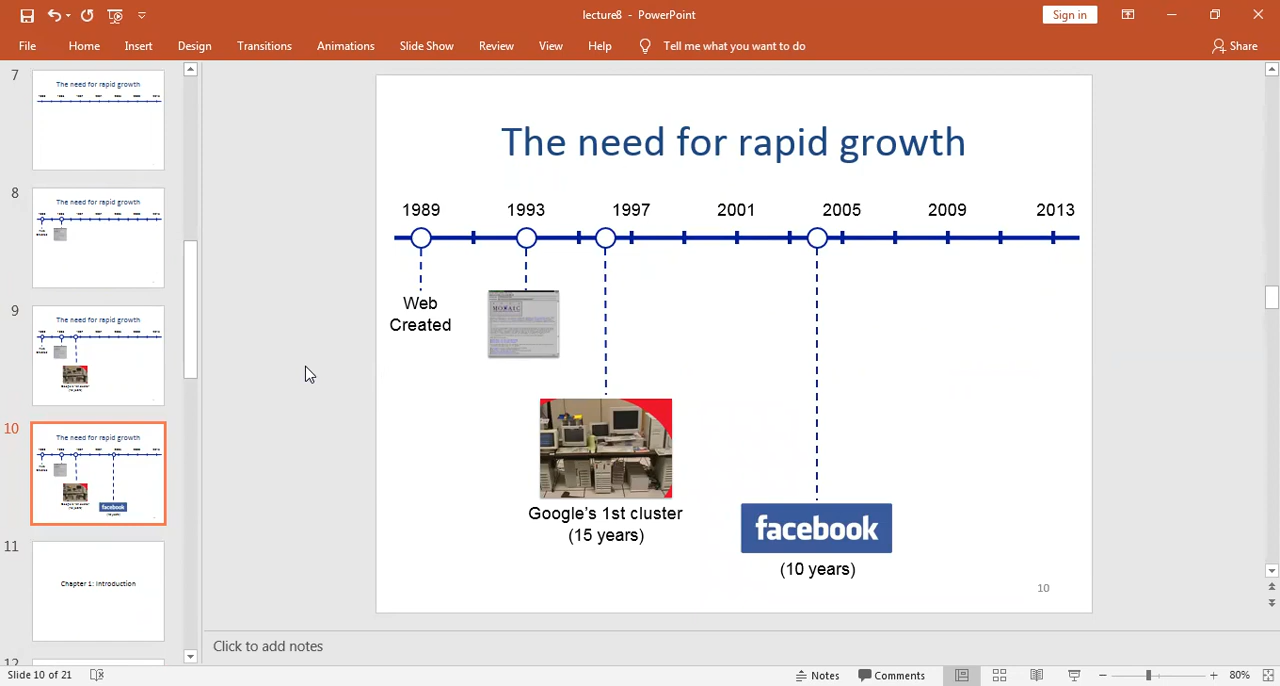 lecture8 - PowerPoint
Sign in
File Home Insert Design Transitions Animations Slide Show Review View Help Tell me what you want to do Share
7
The need for rapid growth
8
The need for rapid growth
9
The need for rapid growth
10
The need for rapid growth
facebook
11
Chapter 1: Introduction
12
The need for rapid growth
1989 1993 1997 2001 2005 2009 2013
Web
Created
MOSAIC
Google's 1st cluster
(15 years)
facebook
(10 years)
10
Click to add notes
Slide 10 of 21
Notes Comments 80%